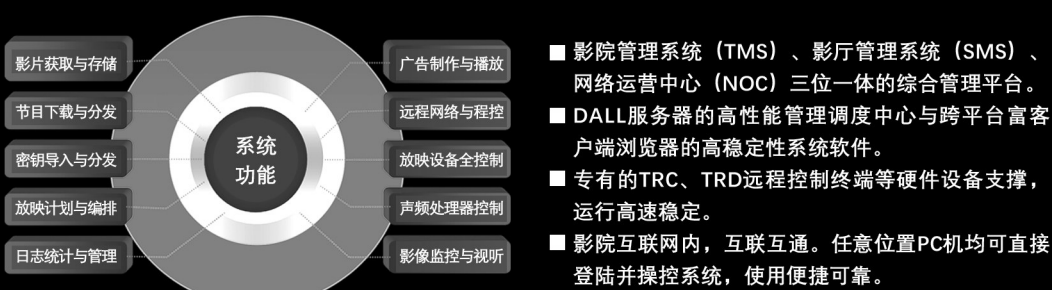 影片获取与存储
节目下载与分发
密钥导入与分发
放映计划与编排
日志统计与管理
系统
功能
广告制作与播放
远程网络与程控
放映设备全控制
声频处理器控制
影像监控与视听
■ 影院管理系统（TMS）、影厅管理系统（SMS）、
网络运营中心（NOC）三位一体的综合管理平台。
■ DALL服务器的高性能管理调度中心与跨平台富客
户端浏览器的高稳定性系统软件。
■ 专有的TRC、TRD远程控制终端等硬件设备支撑，
运行高速稳定。
■ 影院互联网内，互联互通。任意位置PC机均可直接
登陆并操控系统，使用便捷可靠。